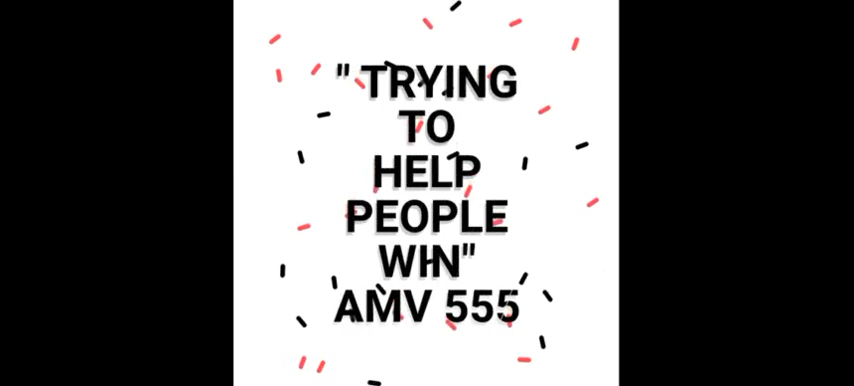 " TRYING
TO
HELP
PEOPLE
WIN"
AMV 555